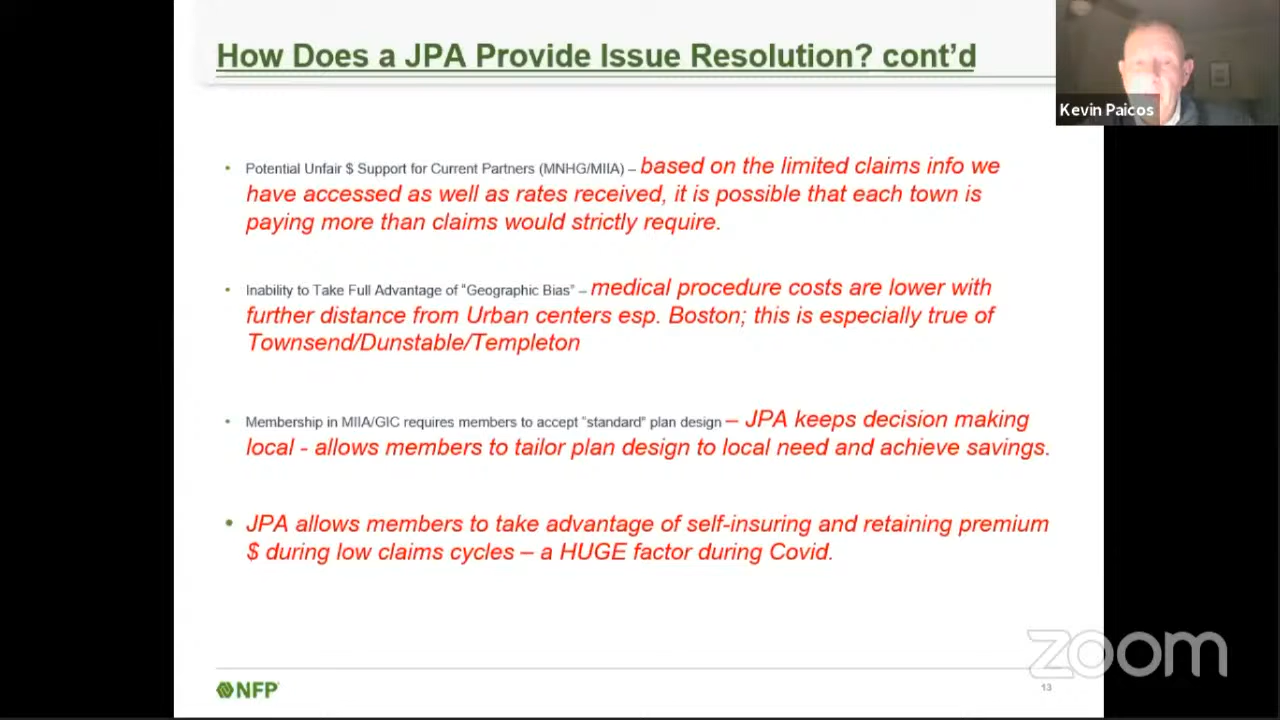 How Does a JPA Provide Issue Resolution? cont'd
Kevin Paicos
• Potential Unfair $ Support for Current Partners (MNHG/MIIA) – based on the limited claims info we
have accessed as well as rates received, it is possible that each town is
paying more than claims would strictly require.
• Inability to Take Full Advantage of "Geographic Bias" – medical procedure costs are lower with
further distance from Urban centers esp. Boston; this is especially true of
Townsend/Dunstable/Templeton
• Membership in MIIA/GIC requires members to accept "standard" plan design – JPA keeps decision making
local - allows members to tailor plan design to local need and achieve savings.
• JPA allows members to take advantage of self-insuring and retaining premium
$ during low claims cycles – a HUGE factor during Covid.
zoom
NFP
13